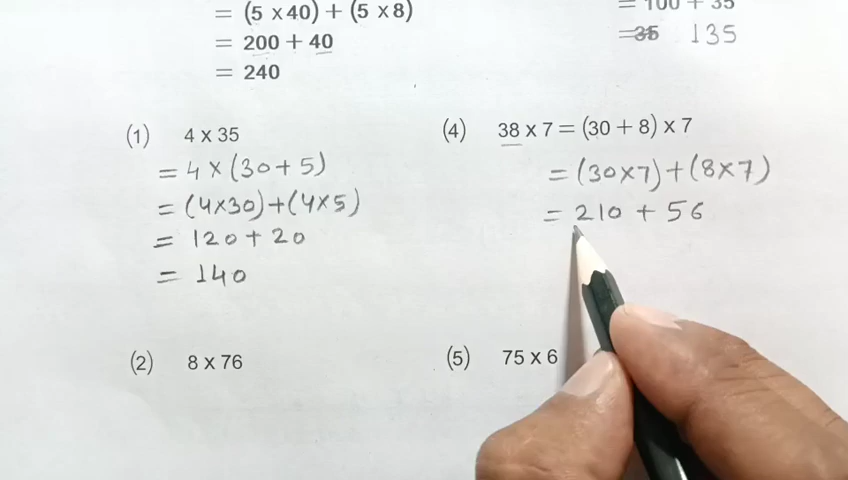 = (5 x 40) + (5 x 8)
= 200 + 40
= 240
= 100 + 35
= 35 135
(1) 4 x 35
= 4 x (30 + 5)
= (4x30)+(4x5)
= 120 + 20
= 140
(4) 38 x 7 = (30 + 8) x 7
= (30x7)+(8x7)
= 210 + 56
(2) 8 x 76
(5) 75 x 6